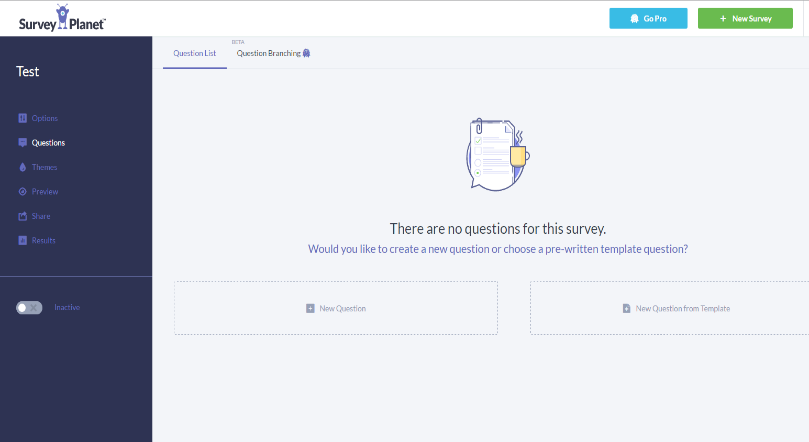 Survey Planet™
Go Pro
New Survey
Test
Options
Questions
Themes
Preview
Share
Results
Inactive
BETA
Question List
Question Branching
There are no questions for this survey.
Would you like to create a new question or choose a pre-written template question?
New Question
New Question from Template